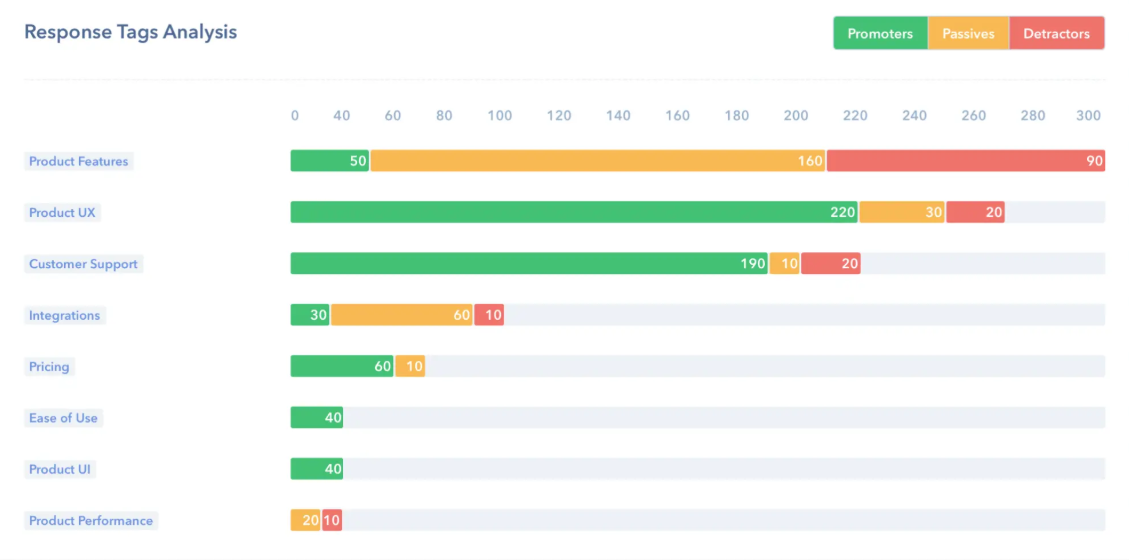 Response Tags Analysis
Promoters Passives Detractors
0 40 60 80 100 120 140 160 180 200 220 240 260 280 300
Product Features 50 160 90
Product UX 220 30 20
Customer Support 190 10 20
Integrations 30 60 10
Pricing 60 10
Ease of Use 40
Product UI 40
Product Performance 20 10